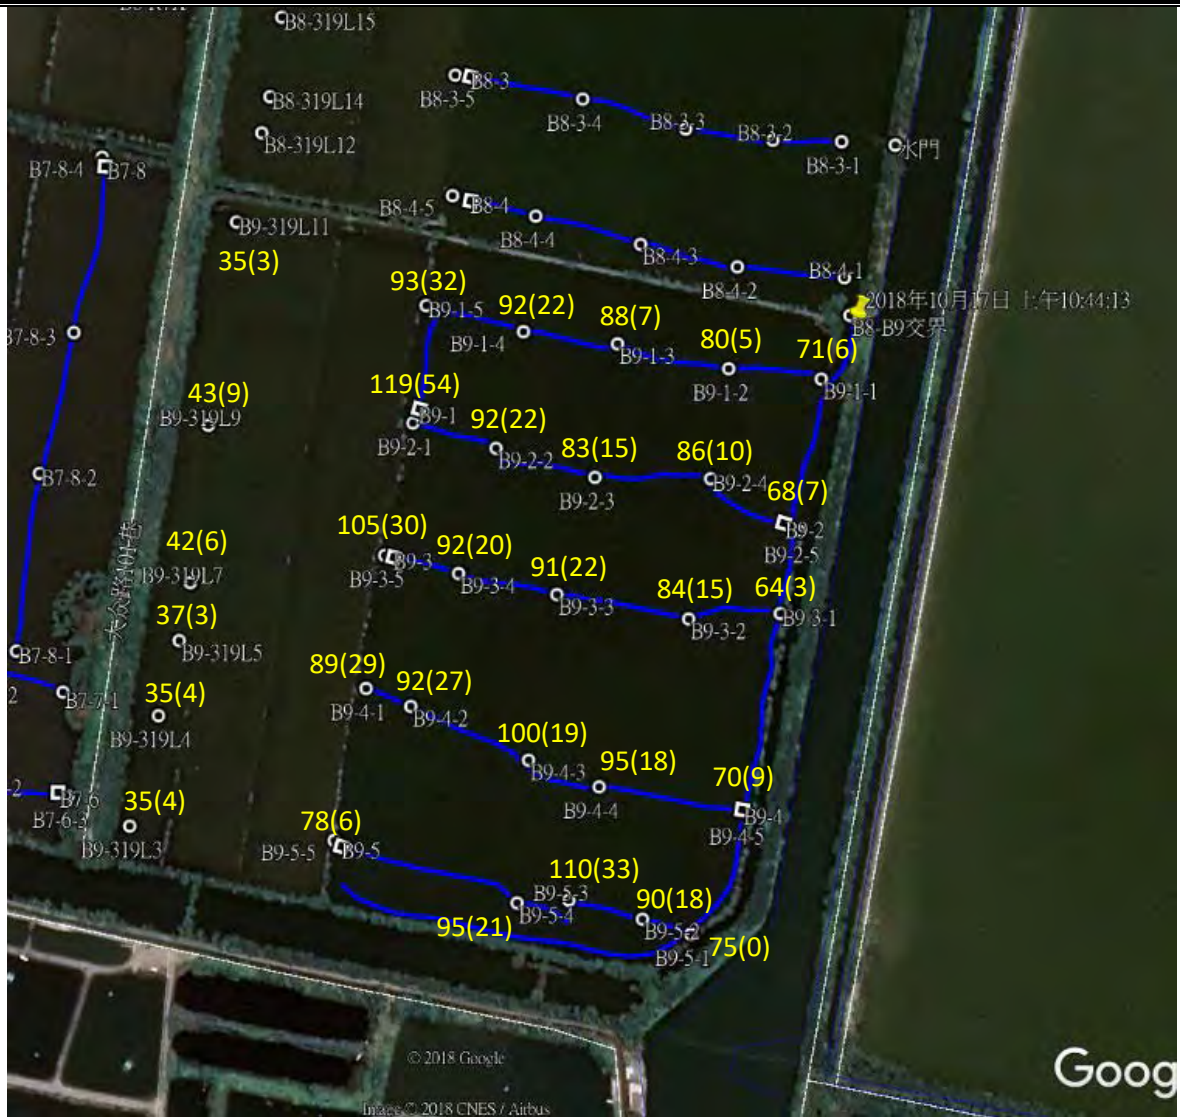 B8-319L15
B8-3
B8-3-5
B8-3-4
B8-3-3
B8-3-2
B8-3-1
水門
B8-319L14
B8-319L12
B7-8-4
B7-8
B8-4-5
B8-4
B8-4-4
B8-4-3
B8-4-2
B8-4-1
B9-319L11
35(3)
2018年10月17日 上午10:44:13
B8-B9交界
93(32)
B9-1-5
92(22)
B9-1-4
88(7)
B9-1-3
80(5)
B9-1-2
71(6)
B9-1-1
B7-8-3
43(9)
B9-319L9
119(54)
B9-1
B9-2-1
92(22)
B9-2-2
83(15)
B9-2-3
86(10)
B9-2-4
68(7)
B9-2
B9-2-5
B7-8-2
42(6)
B9-319L7
105(30)
B9-3
B9-3-5
92(20)
B9-3-4
91(22)
B9-3-3
84(15)
B9-3-2
64(3)
B9-3-1
37(3)
B9-319L5
B7-8-1
B7-7-1
35(4)
B9-319L4
89(29)
B9-4-1
92(27)
B9-4-2
100(19)
B9-4-3
95(18)
B9-4-4
70(9)
B9-4
B9-4-5
B7-6
B7-6-3
35(4)
B9-319L3
78(6)
B9-5-5
B9-5
110(33)
B9-5-3
B9-5-4
95(21)
90(18)
B9-5-2
B9-5-1
75(0)
© 2018 Google
Image © 2018 CNES / Airbus
Goog